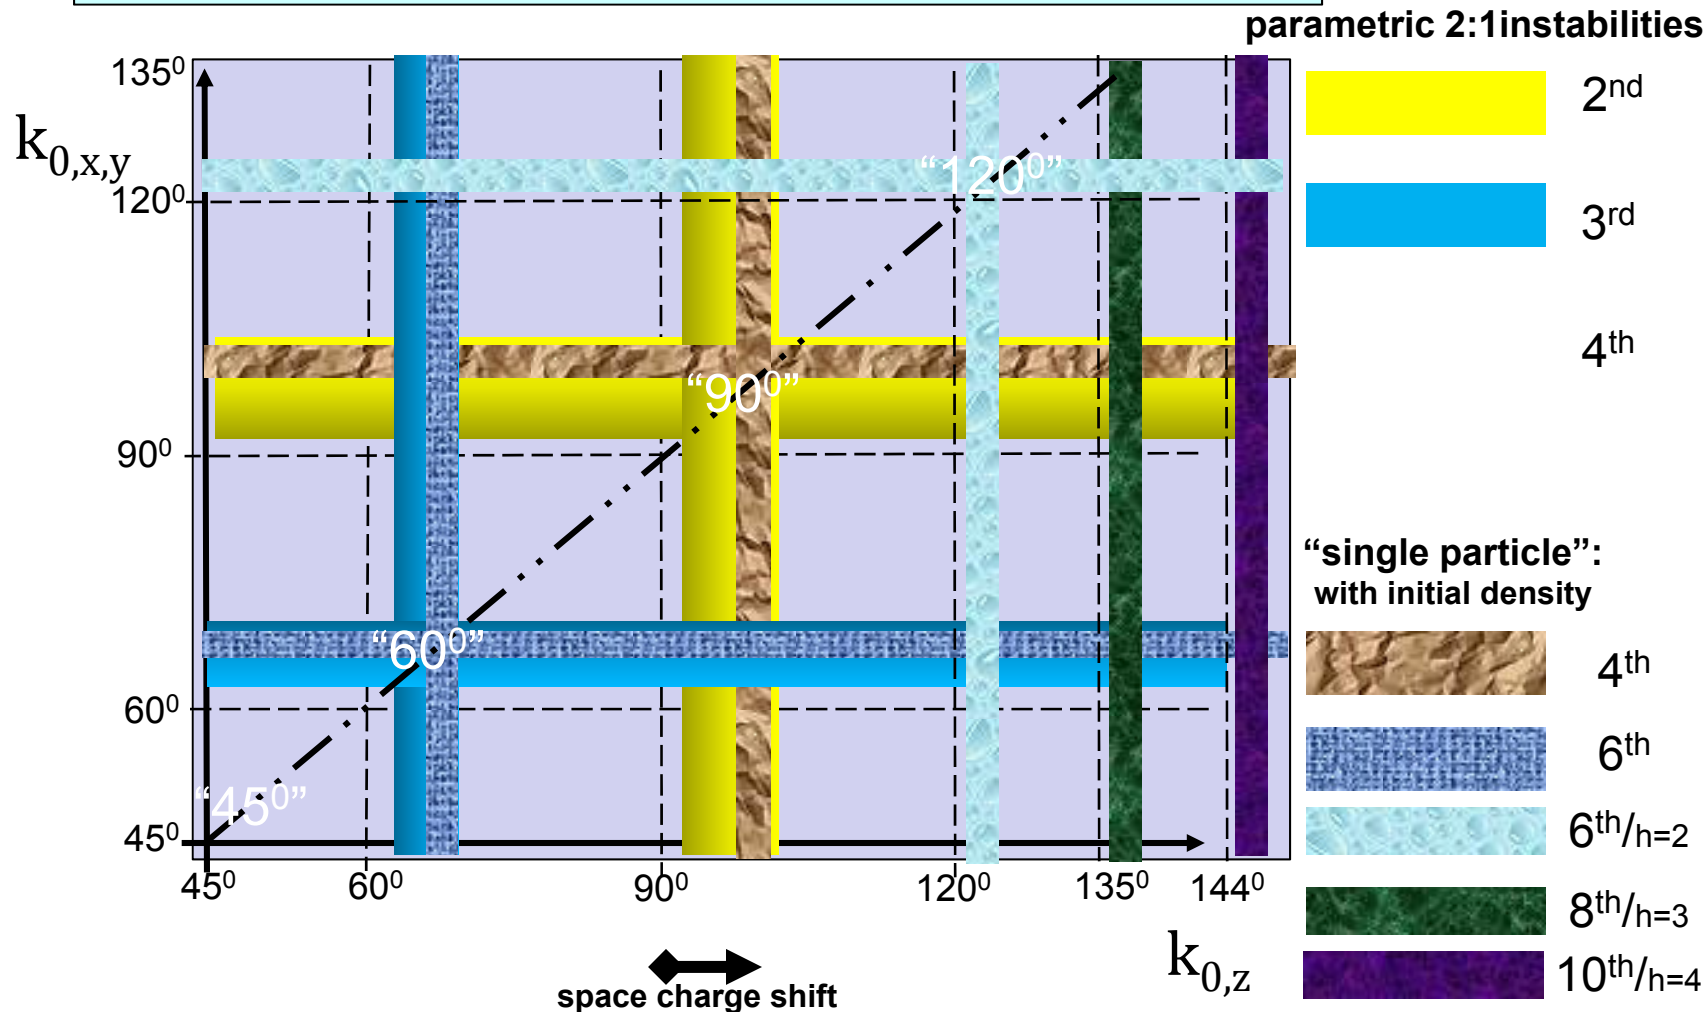 parametric 2:1instabilities
2nd
3rd
4th
“single particle”:
with initial density
4th
6th
6th/h=2
8th/h=3
10th/h=4
k0,x,y
1350
1200
900
600
450
“1200”
“900”
“600”
“450”
450
600
900
1200
1350
1440
k0,z
space charge shift